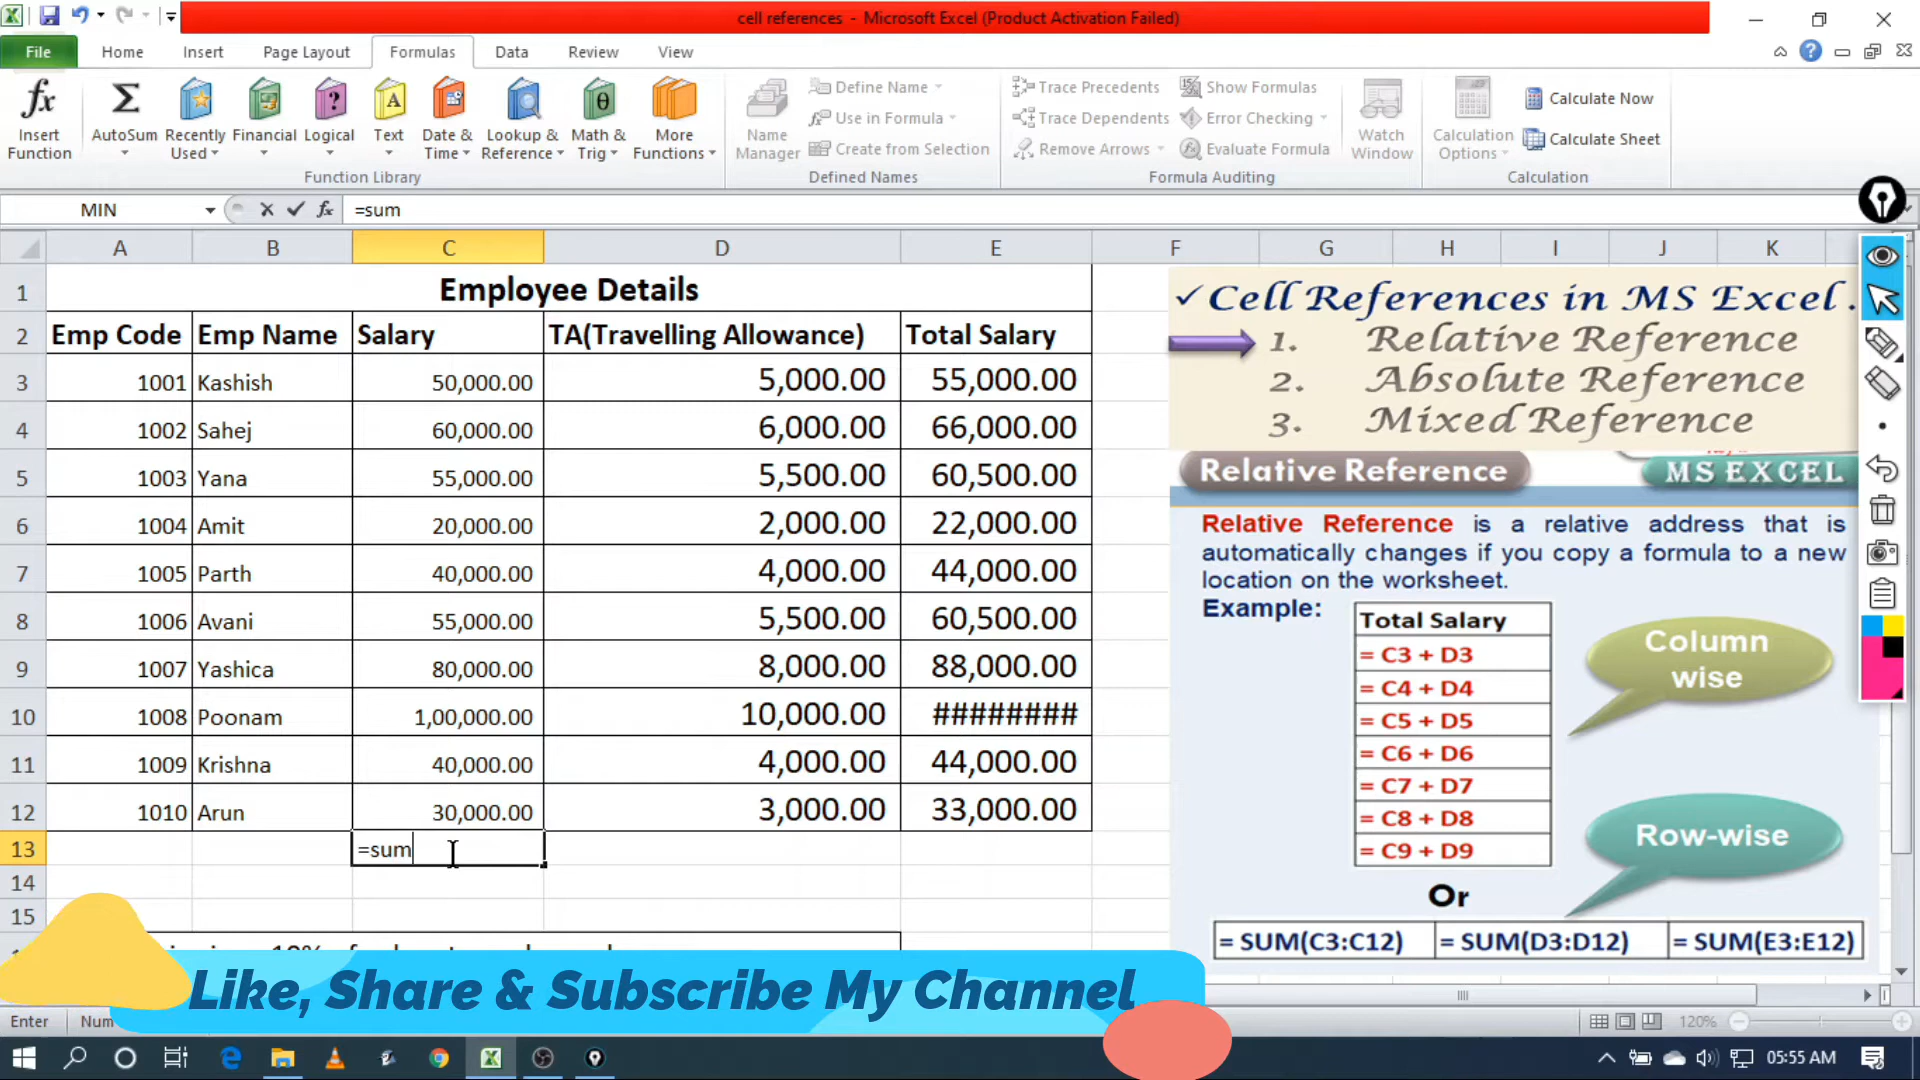 cell references - Microsoft Excel (Product Activation Failed)
File Home Insert Page Layout Formulas Data Review View
Insert Function
AutoSum
Recently Used
Financial
Logical
Text
Date & Time
Lookup & Reference
Math & Trig
More Functions
Function Library
Name Manager
Define Name
Use in Formula
Create from Selection
Defined Names
Trace Precedents
Trace Dependents
Remove Arrows
Show Formulas
Error Checking
Evaluate Formula
Formula Auditing
Watch Window
Calculation Options
Calculate Now
Calculate Sheet
Calculation
MIN fx =sum
A B C D E F G H I J K
1 Employee Details
2 Emp Code Emp Name Salary TA(Travelling Allowance) Total Salary
3 1001 Kashish 50,000.00 5,000.00 55,000.00
4 1002 Sahej 60,000.00 6,000.00 66,000.00
5 1003 Yana 55,000.00 5,500.00 60,500.00
6 1004 Amit 20,000.00 2,000.00 22,000.00
7 1005 Parth 40,000.00 4,000.00 44,000.00
8 1006 Avani 55,000.00 5,500.00 60,500.00
9 1007 Yashica 80,000.00 8,000.00 88,000.00
10 1008 Poonam 1,00,000.00 10,000.00 ########
11 1009 Krishna 40,000.00 4,000.00 44,000.00
12 1010 Arun 30,000.00 3,000.00 33,000.00
13 =sum
14
15
✓Cell References in MS Excel .
1. Relative Reference
2. Absolute Reference
3. Mixed Reference
Relative Reference MS EXCEL
Relative Reference is a relative address that is
automatically changes if you copy a formula to a new
location on the worksheet.
Example:
Total Salary
= C3 + D3
= C4 + D4
= C5 + D5
= C6 + D6
= C7 + D7
= C8 + D8
= C9 + D9
Column wise
Row-wise
Or
= SUM(C3:C12) = SUM(D3:D12) = SUM(E3:E12)
Like, Share & Subscribe My Channel
Enter Num
120%
05:55 AM